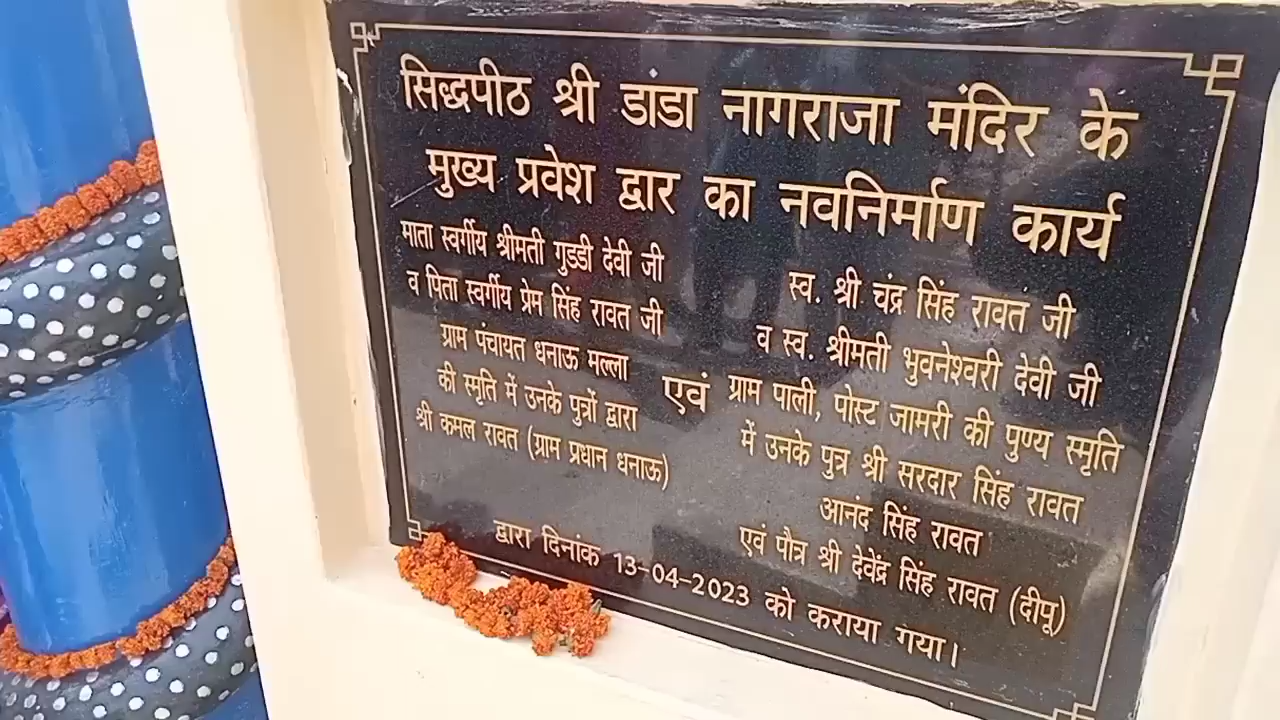 सिद्धपीठ श्री डांडा नागराजा मंदिर के
मुख्य प्रवेश द्वार का नवनिर्माण कार्य
माता स्वर्गीय श्रीमती गुडडी देवी जी
व पिता स्वर्गीय प्रेम सिंह रावत जी
ग्राम पंचायत धनाऊ मल्ला
की स्मृति में उनके पुत्रों द्वारा
श्री कमल रावत (ग्राम प्रधान धनाऊ)
एवं
स्व. श्री चंद्र सिंह रावत जी
व स्व. श्रीमती भुवनेश्वरी देवी जी
ग्राम पाली, पोस्ट जामरी की पुण्य स्मृति
में उनके पुत्र श्री सरदार सिंह रावत
आनंद सिंह रावत
एवं पौत्र श्री देवेंद्र सिंह रावत (दीपू)
द्वारा दिनांक 13-04-2023 को कराया गया।